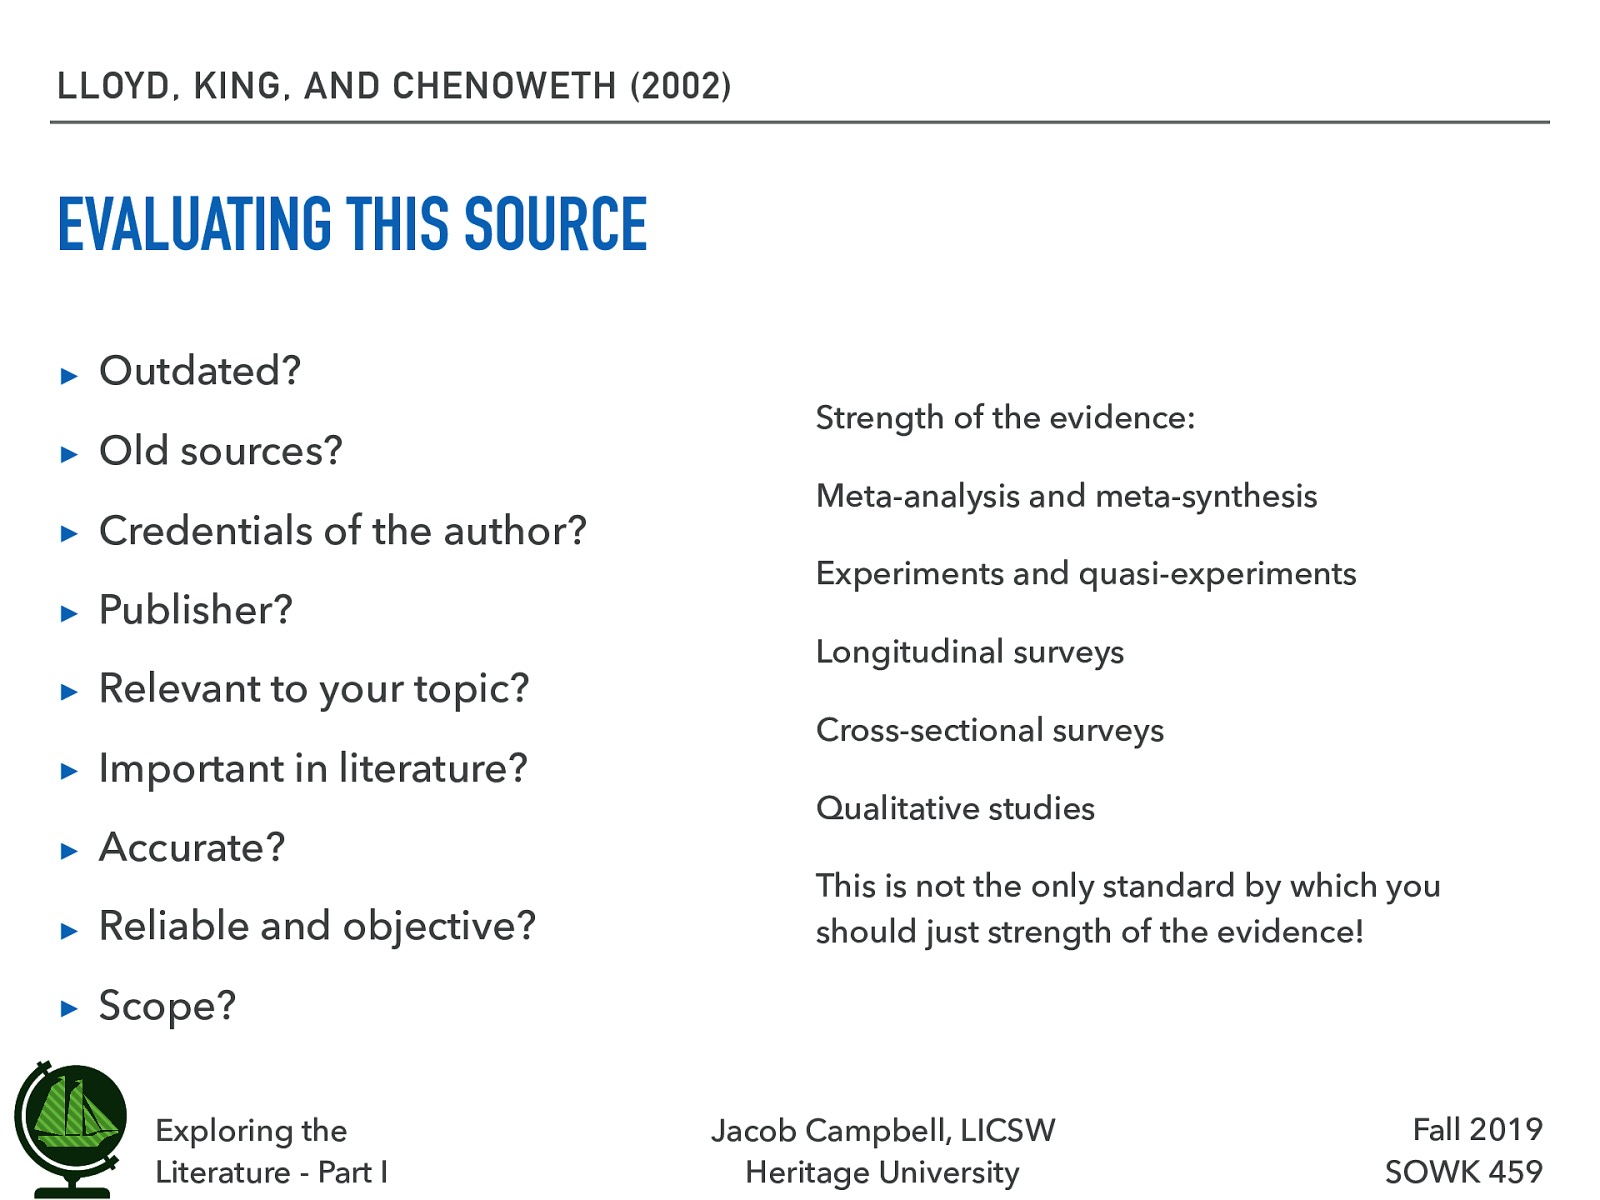 LLOYD, KING, AND CHENOWETH (2002)
EVALUATING THIS SOURCE
▸ Outdated?
▸ Old sources?
▸ Credentials of the author?
▸ Publisher?
▸ Relevant to your topic?
▸ Important in literature?
▸ Accurate?
▸ Reliable and objective?
▸ Scope?
Strength of the evidence:
Meta-analysis and meta-synthesis
Experiments and quasi-experiments
Longitudinal surveys
Cross-sectional surveys
Qualitative studies
This is not the only standard by which you
should just strength of the evidence!
Exploring the
Literature - Part I
Jacob Campbell, LICSW
Heritage University
Fall 2019
SOWK 459